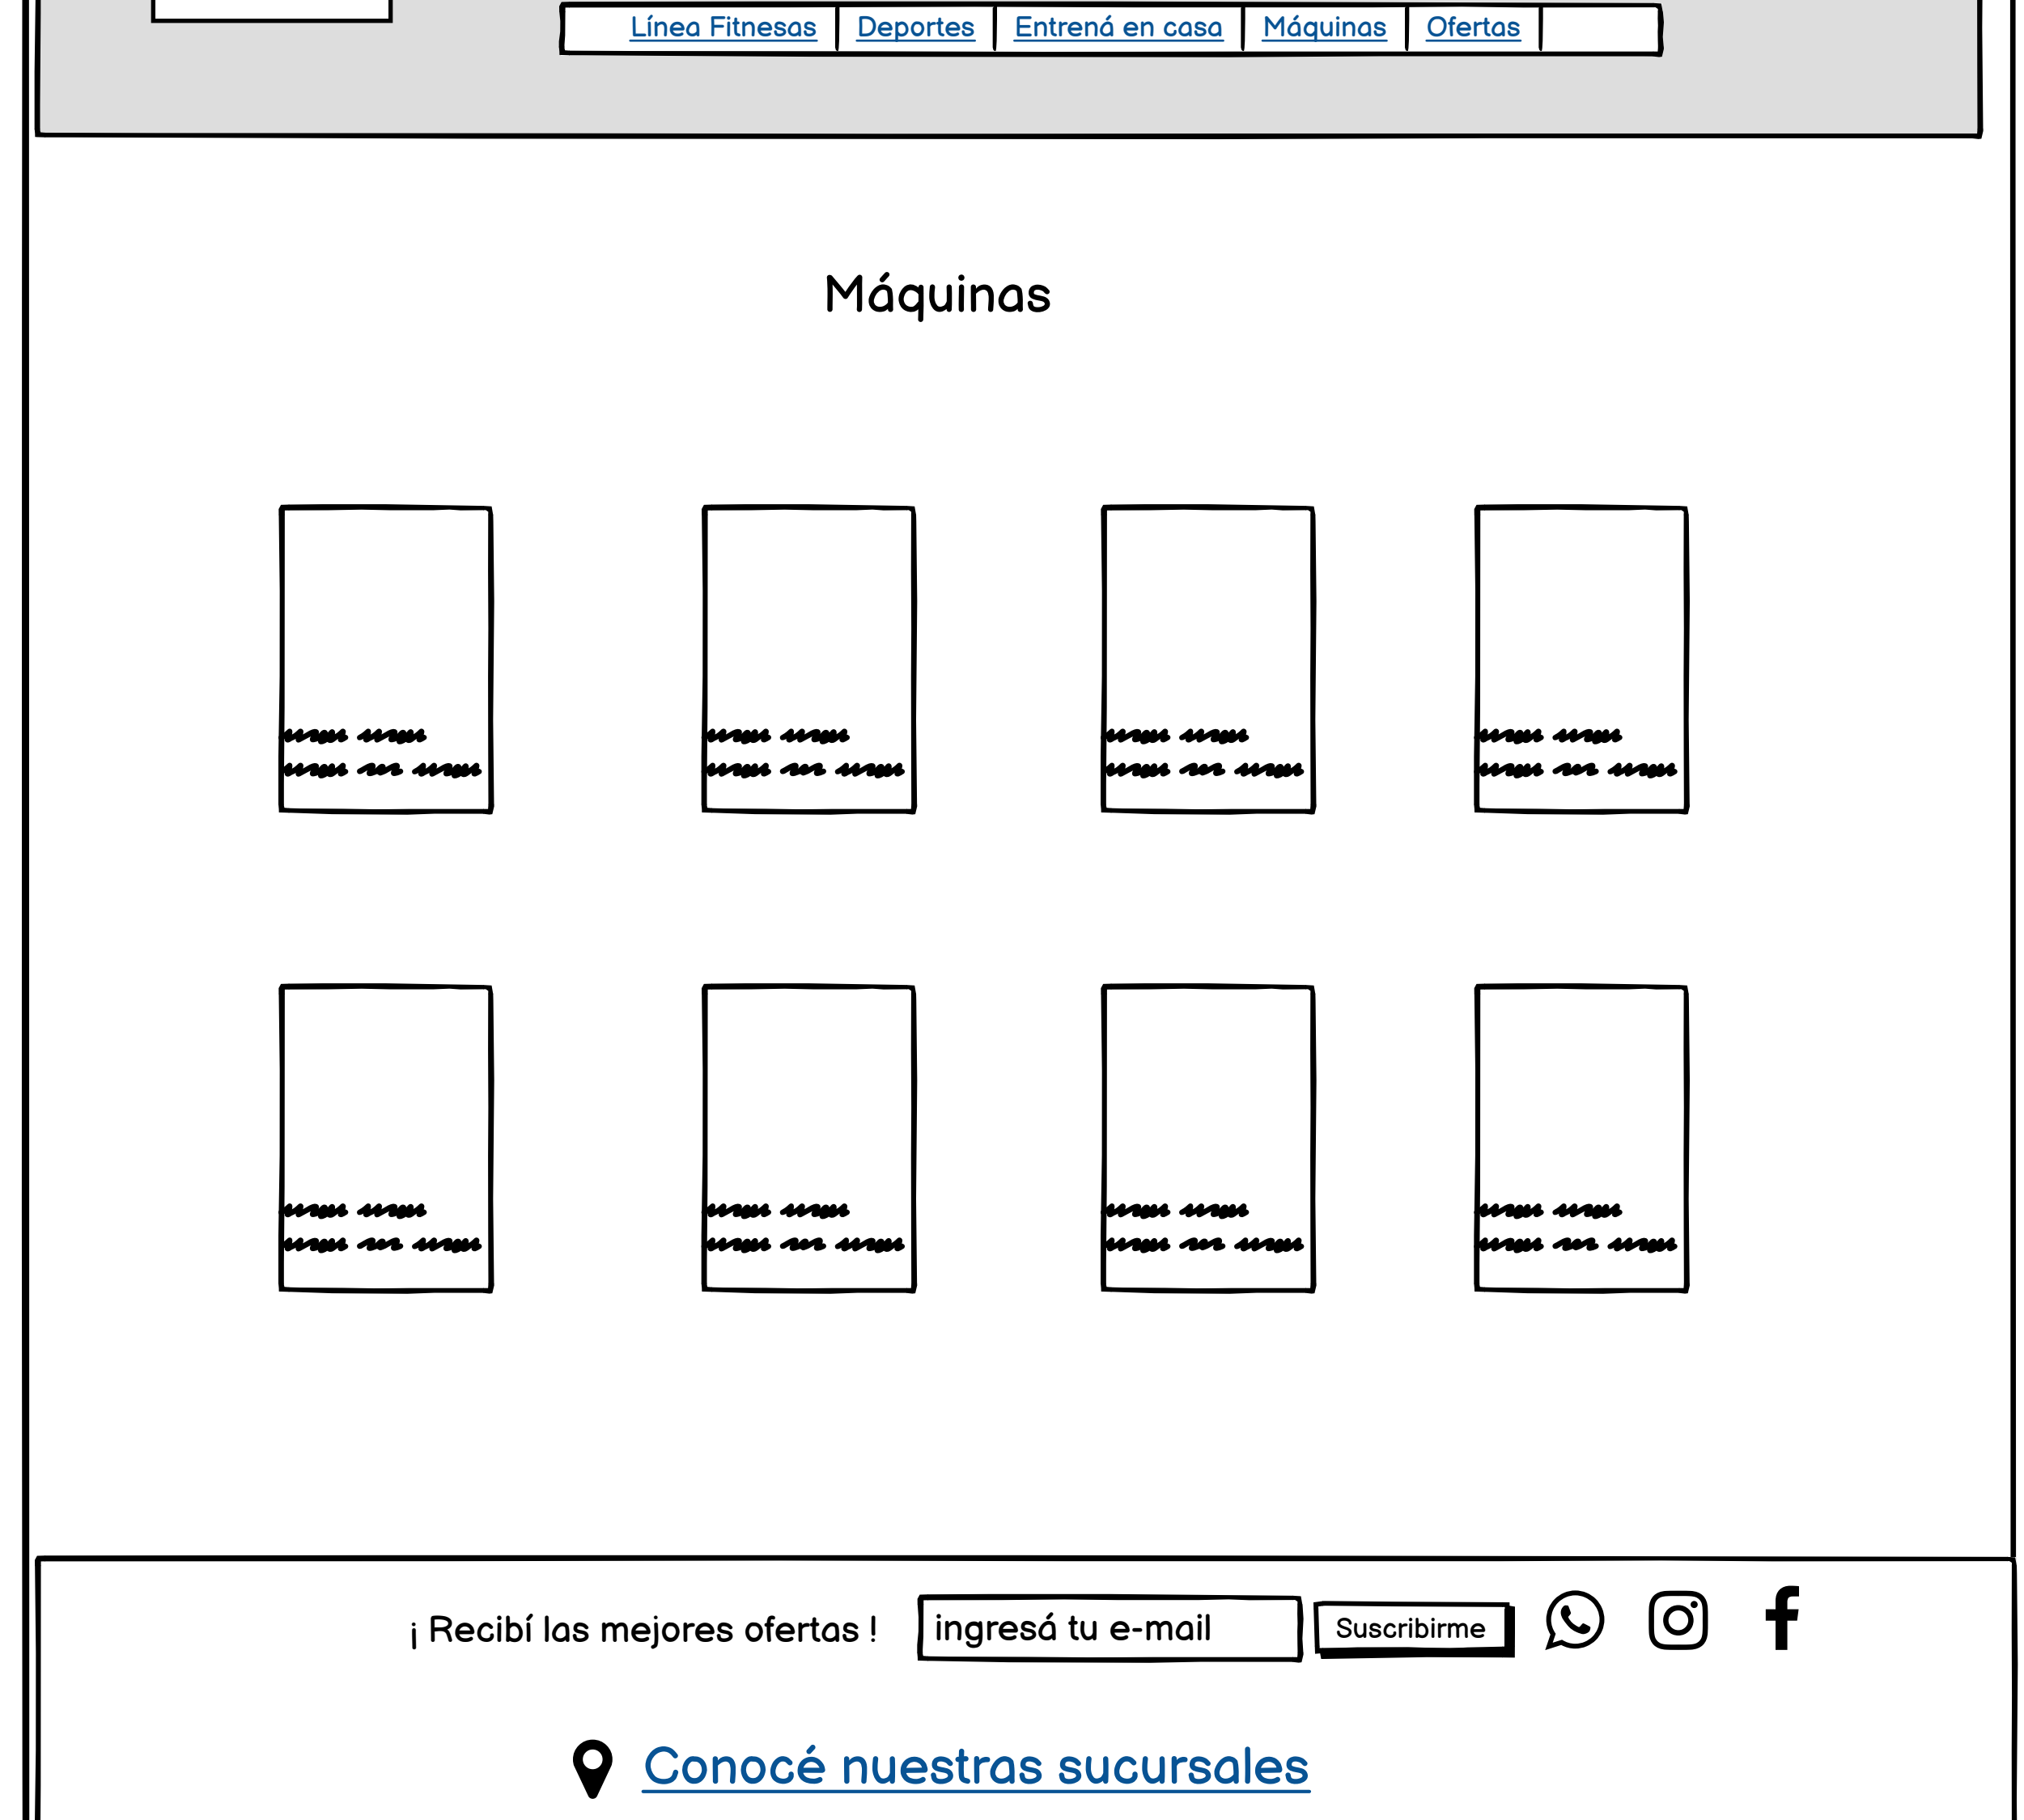 Línea Fitnesas Deportes Entrená en casa Máquinas Ofertas
Máquinas
¡ Recibí las mejores ofertas ! ingresá tu e-mail Suscribirme
Conocé nuestras sucursales